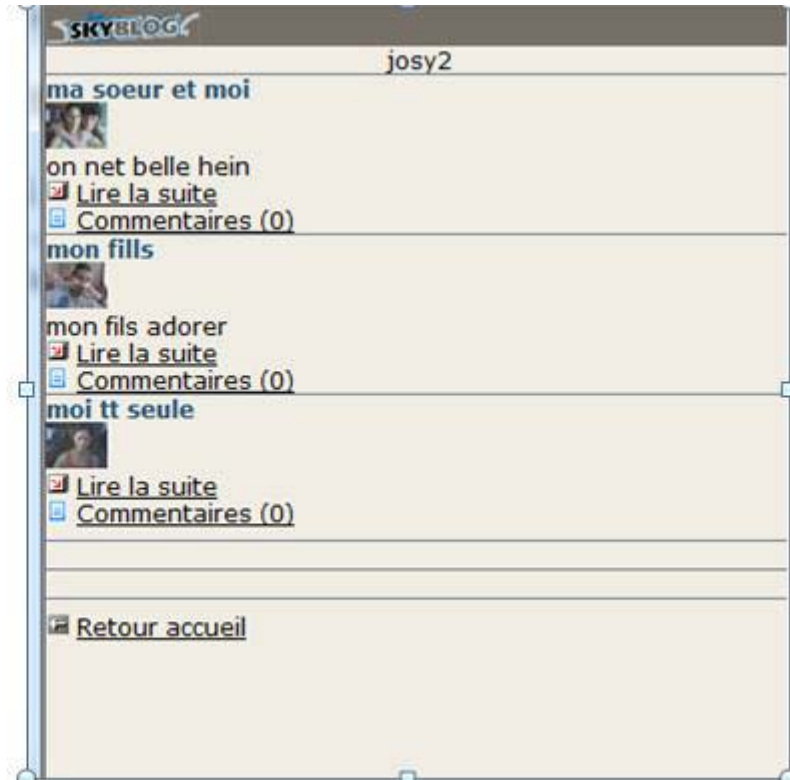 SKYBLOG
josy2
ma soeur et moi
on net belle hein
Lire la suite
Commentaires (0)
mon fills
mon fils adorer
Lire la suite
Commentaires (0)
moi tt seule
Lire la suite
Commentaires (0)
Retour accueil